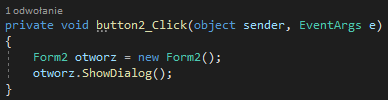 1 odwołanie
private void button2_Click(object sender, EventArgs e)
{
    Form2 otworz = new Form2();
    otworz.ShowDialog();
}